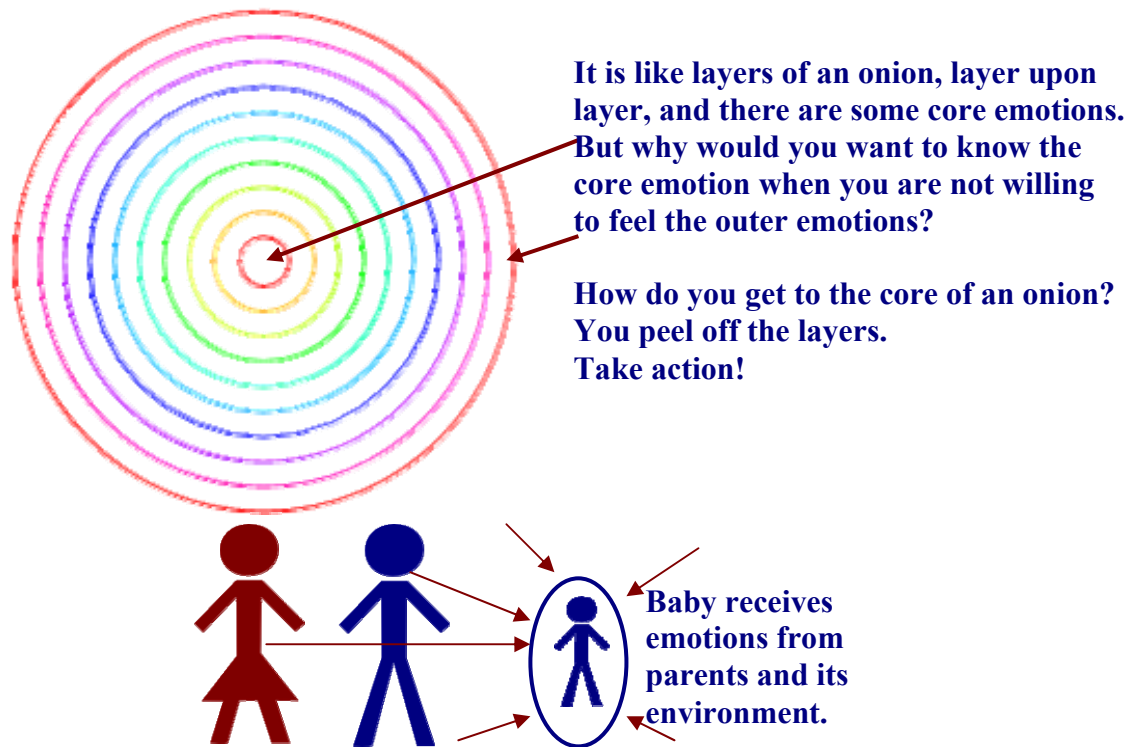 It is like layers of an onion, layer upon
layer, and there are some core emotions.
But why would you want to know the
core emotion when you are not willing
to feel the outer emotions?
How do you get to the core of an onion?
You peel off the layers.
Take action!
Baby receives
emotions from
parents and its
environment.